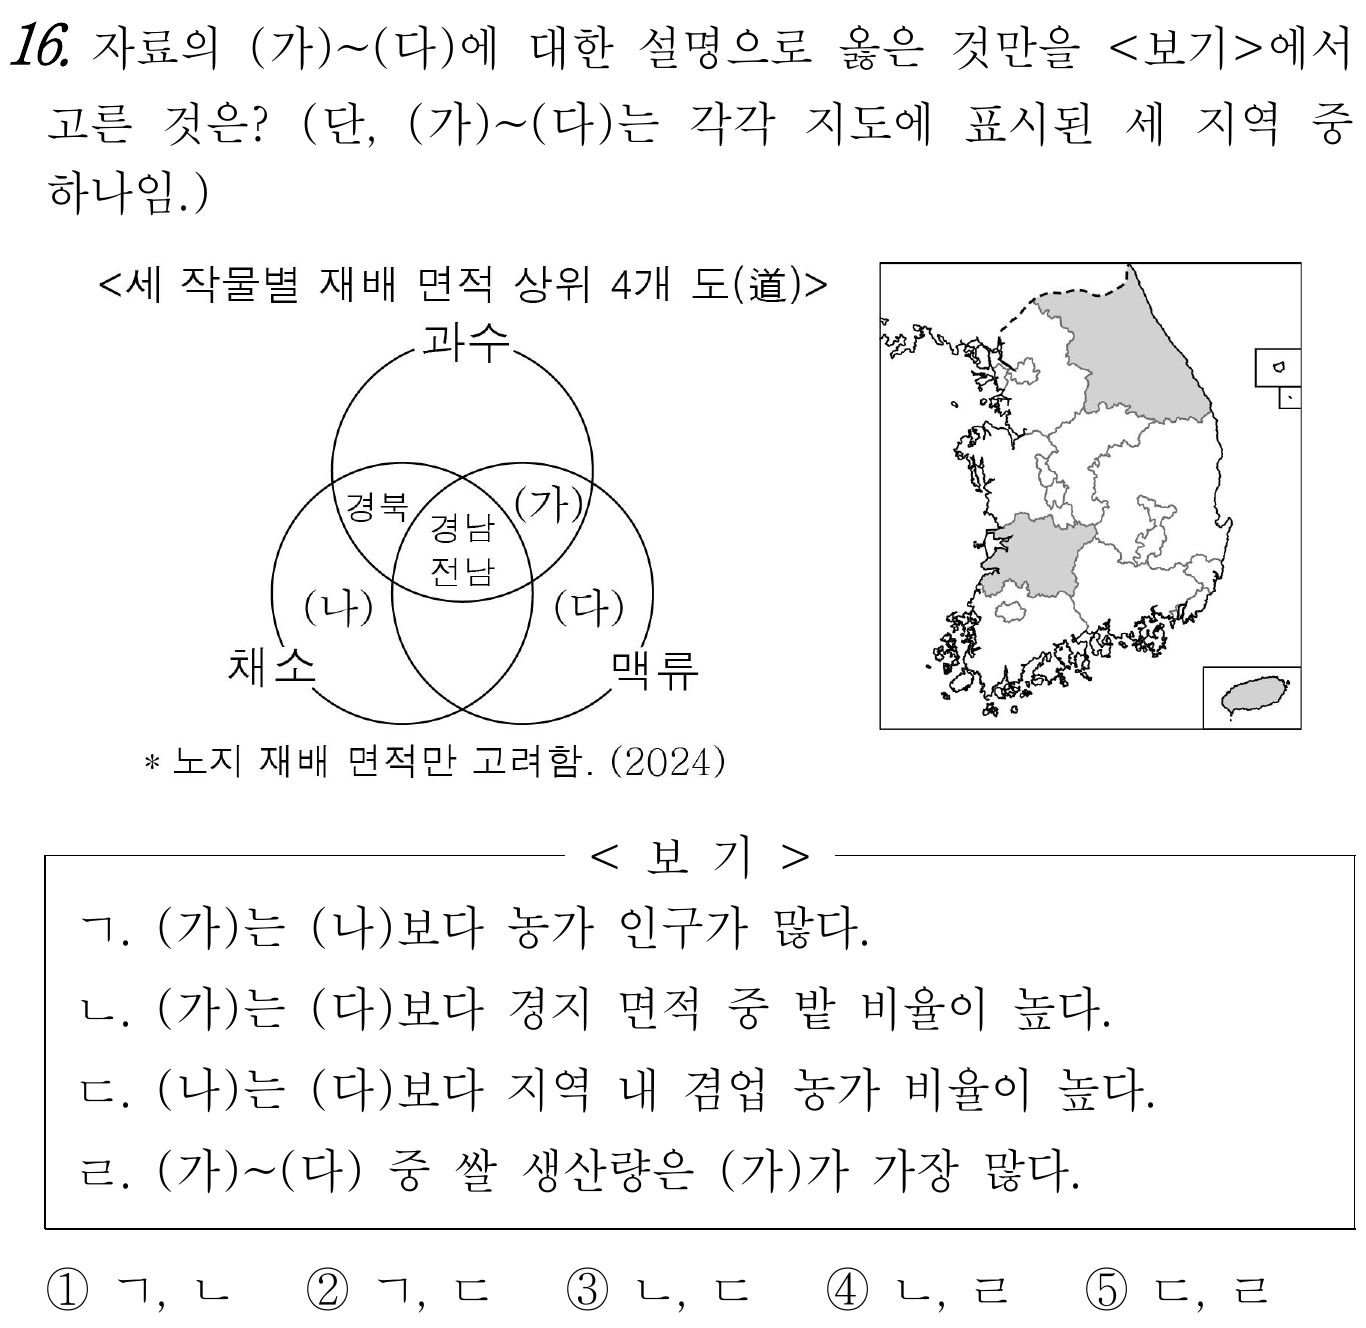 16. 자료의 (가)~(다)에 대한 설명으로 옳은 것만을 <보기>에서
고른 것은? (단, (가)~(다)는 각각 지도에 표시된 세 지역 중
하나임.)
<세 작물별 재배 면적 상위 4개 도(道)>
과수
경북
(가)
경남
전남
(나)
(다)
채소
맥류
* 노지 재배 면적만 고려함. (2024)
< 보 기 >
ㄱ. (가)는 (나)보다 농가 인구가 많다.
ㄴ. (가)는 (다)보다 경지 면적 중 밭 비율이 높다.
ㄷ. (나)는 (다)보다 지역 내 겸업 농가 비율이 높다.
ㄹ. (가)~(다) 중 쌀 생산량은 (가)가 가장 많다.
① ㄱ, ㄴ ② ㄱ, ㄷ ③ ㄴ, ㄷ ④ ㄴ, ㄹ ⑤ ㄷ, ㄹ